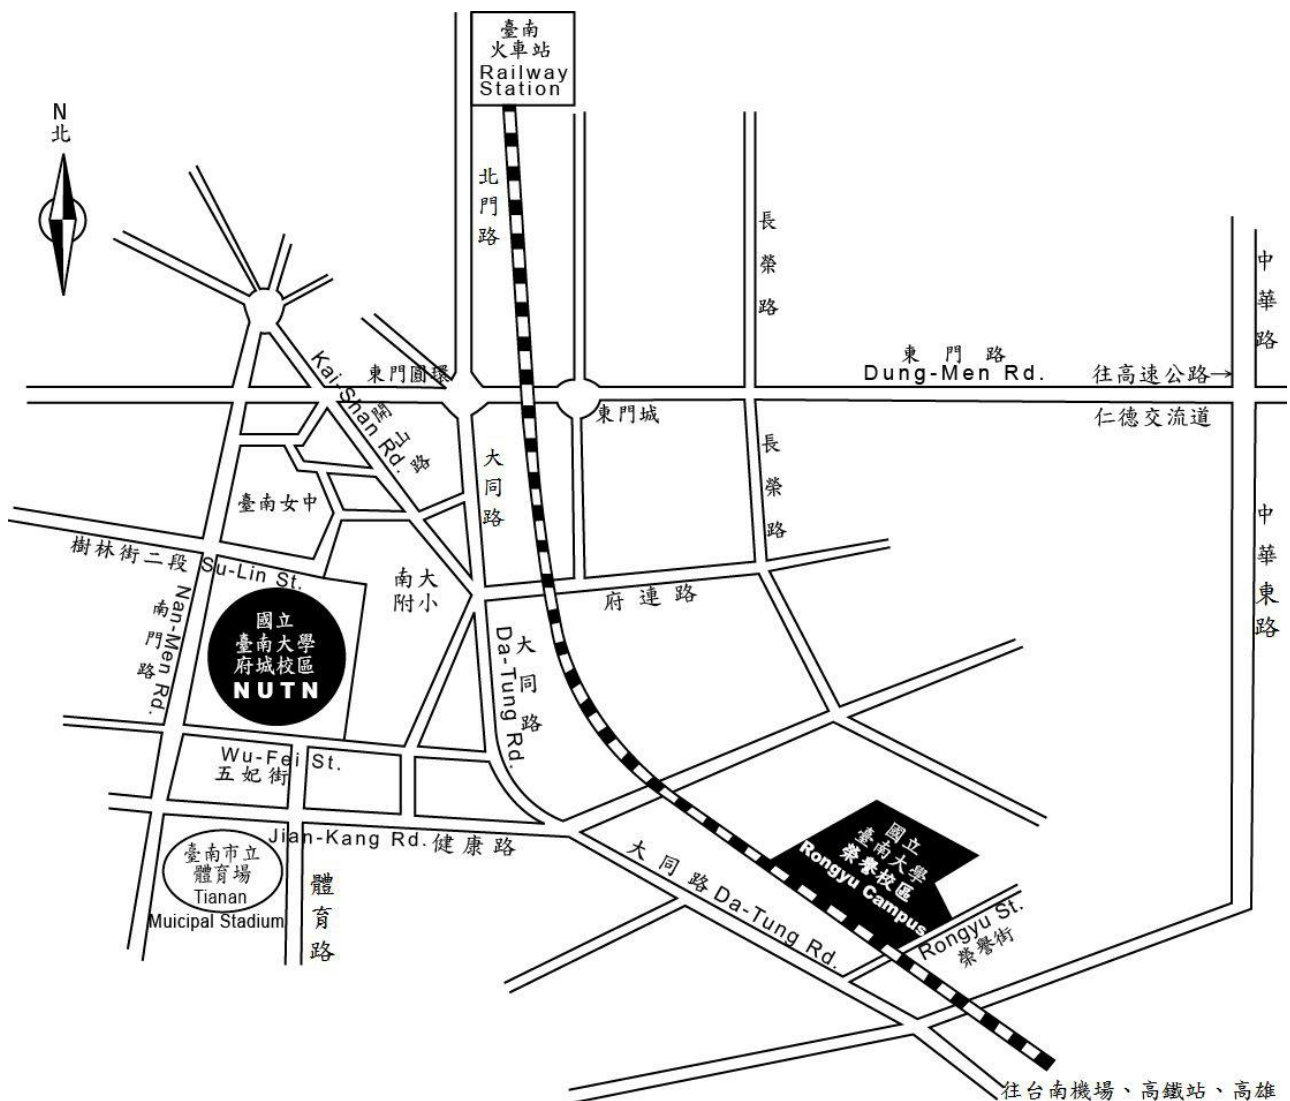 臺南
火車站
Railway
Station
N
北
北門路
長榮路
中華路
東門路
Dung-Men Rd.
往高速公路→
仁德交流道
東門圓環
東門城
Kai-Shan Rd.
開山路
大同路
長榮路
中華東路
臺南女中
樹林街二段 Su-Lin St.
南大
附小
府連路
Nan-Men Rd.
南門路
國立
臺南大學
府城校區
NUTN
大同路
Da-Tung Rd.
Wu-Fei St.
五妃街
Jian-Kang Rd. 健康路
臺南市立
體育場
Tianan
Muicipal Stadium
體育路
大同路 Da-Tung Rd.
國立
臺南大學
榮譽校區
Rongyu Campus
Rongyu St.
榮譽街
往台南機場、高鐵站、高雄